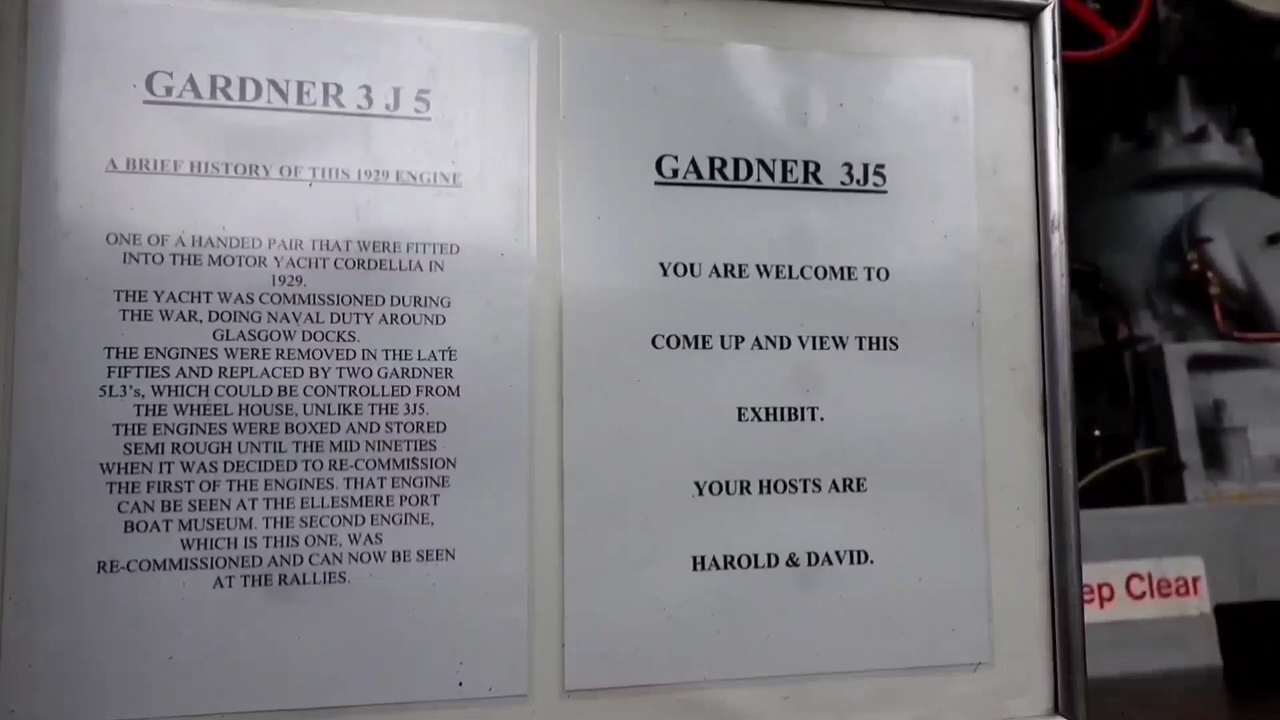 GARDNER 3 J 5
A BRIEF HISTORY OF THIS 1929 ENGINE
ONE OF A HANDED PAIR THAT WERE FITTED
INTO THE MOTOR YACHT CORDELLIA IN
1929.
THE YACHT WAS COMMISSIONED DURING
THE WAR, DOING NAVAL DUTY AROUND
GLASGOW DOCKS.
THE ENGINES WERE REMOVED IN THE LATE
FIFTIES AND REPLACED BY TWO GARDNER
5L3's, WHICH COULD BE CONTROLLED FROM
THE WHEEL HOUSE, UNLIKE THE 3J5.
THE ENGINES WERE BOXED AND STORED
SEMI ROUGH UNTIL THE MID NINETIES
WHEN IT WAS DECIDED TO RE-COMMISSION
THE FIRST OF THE ENGINES. THAT ENGINE
CAN BE SEEN AT THE ELLESMERE PORT
BOAT MUSEUM. THE SECOND ENGINE,
WHICH IS THIS ONE, WAS
RE-COMMISSIONED AND CAN NOW BE SEEN
AT THE RALLIES.
GARDNER 3J5
YOU ARE WELCOME TO
COME UP AND VIEW THIS
EXHIBIT.
YOUR HOSTS ARE
HAROLD & DAVID.
ep Clear